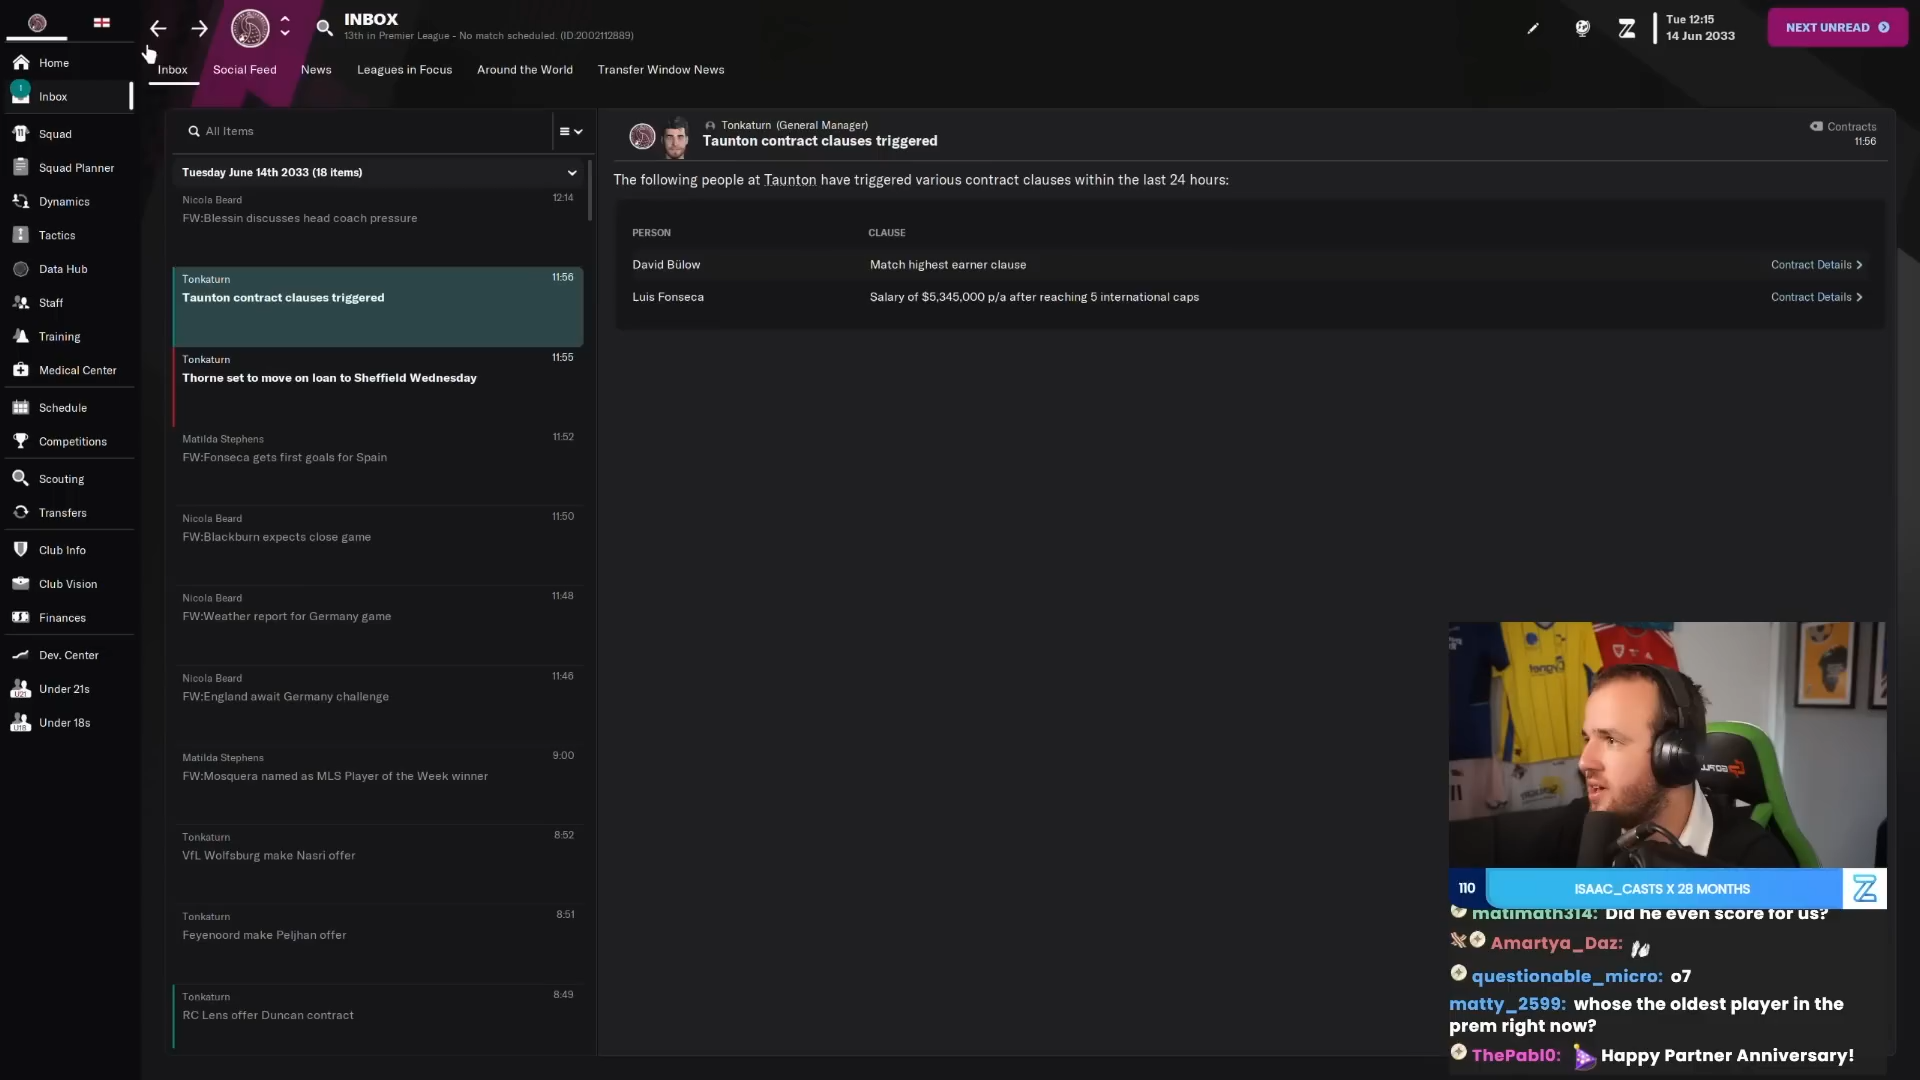 INBOX
13th in Premier League - No match scheduled. (ID:2002112889)
Tue 12:15
14 Jun 2033
NEXT UNREAD
Inbox
Social Feed
News
Leagues in Focus
Around the World
Transfer Window News
Home
1
Inbox
Squad
Squad Planner
Dynamics
Tactics
Data Hub
Staff
Training
Medical Center
Schedule
Competitions
Scouting
Transfers
Club Info
Club Vision
Finances
Dev. Center
Under 21s
Under 18s
All Items
Tuesday June 14th 2033 (18 items)
Nicola Beard 12:14
FW:Blessin discusses head coach pressure
Tonkaturn 11:56
Taunton contract clauses triggered
Tonkaturn 11:55
Thorne set to move on loan to Sheffield Wednesday
Matilda Stephens 11:52
FW:Fonseca gets first goals for Spain
Nicola Beard 11:50
FW:Blackburn expects close game
Nicola Beard 11:48
FW:Weather report for Germany game
Nicola Beard 11:46
FW:England await Germany challenge
Matilda Stephens 9:00
FW:Mosquera named as MLS Player of the Week winner
Tonkaturn 8:52
VfL Wolfsburg make Nasri offer
Tonkaturn 8:51
Feyenoord make Peljhan offer
Tonkaturn 8:49
RC Lens offer Duncan contract
Tonkaturn (General Manager)
Taunton contract clauses triggered
Contracts
11:56
The following people at Taunton have triggered various contract clauses within the last 24 hours:
PERSON CLAUSE
David Bülow Match highest earner clause Contract Details
Luis Fonseca Salary of $5,345,000 p/a after reaching 5 international caps Contract Details
110 ISAAC_CASTS X 28 MONTHS
matimath314: Did he even score for us?
Amartya_Daz:
questionable_micro: o7
matty_2599: whose the oldest player in the
prem right now?
ThePabl0: Happy Partner Anniversary!